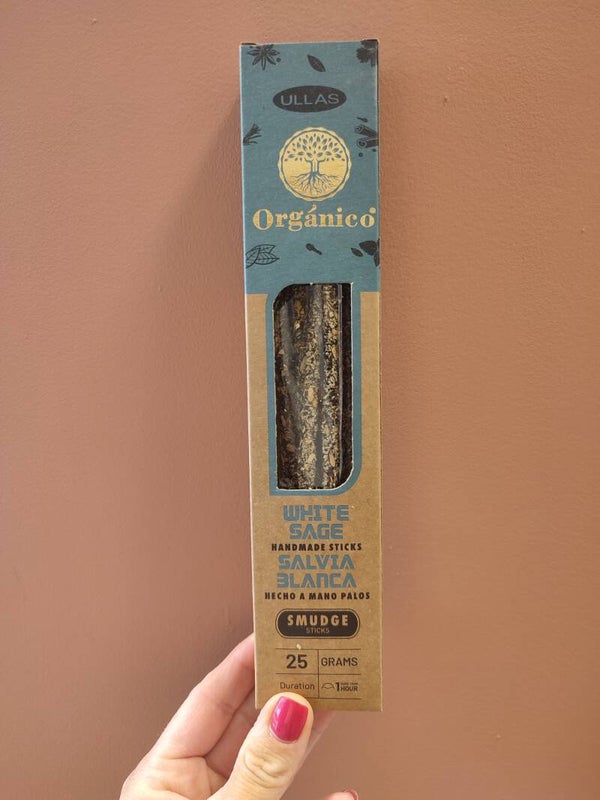 ULLAS
Orgánico
WHITE
SAGE
HANDMADE STICKS
SALVIA
BLANCA
HECHO A MANO PALOS
SMUDGE
STICKS
25 GRAMS
Duration 1 HOUR